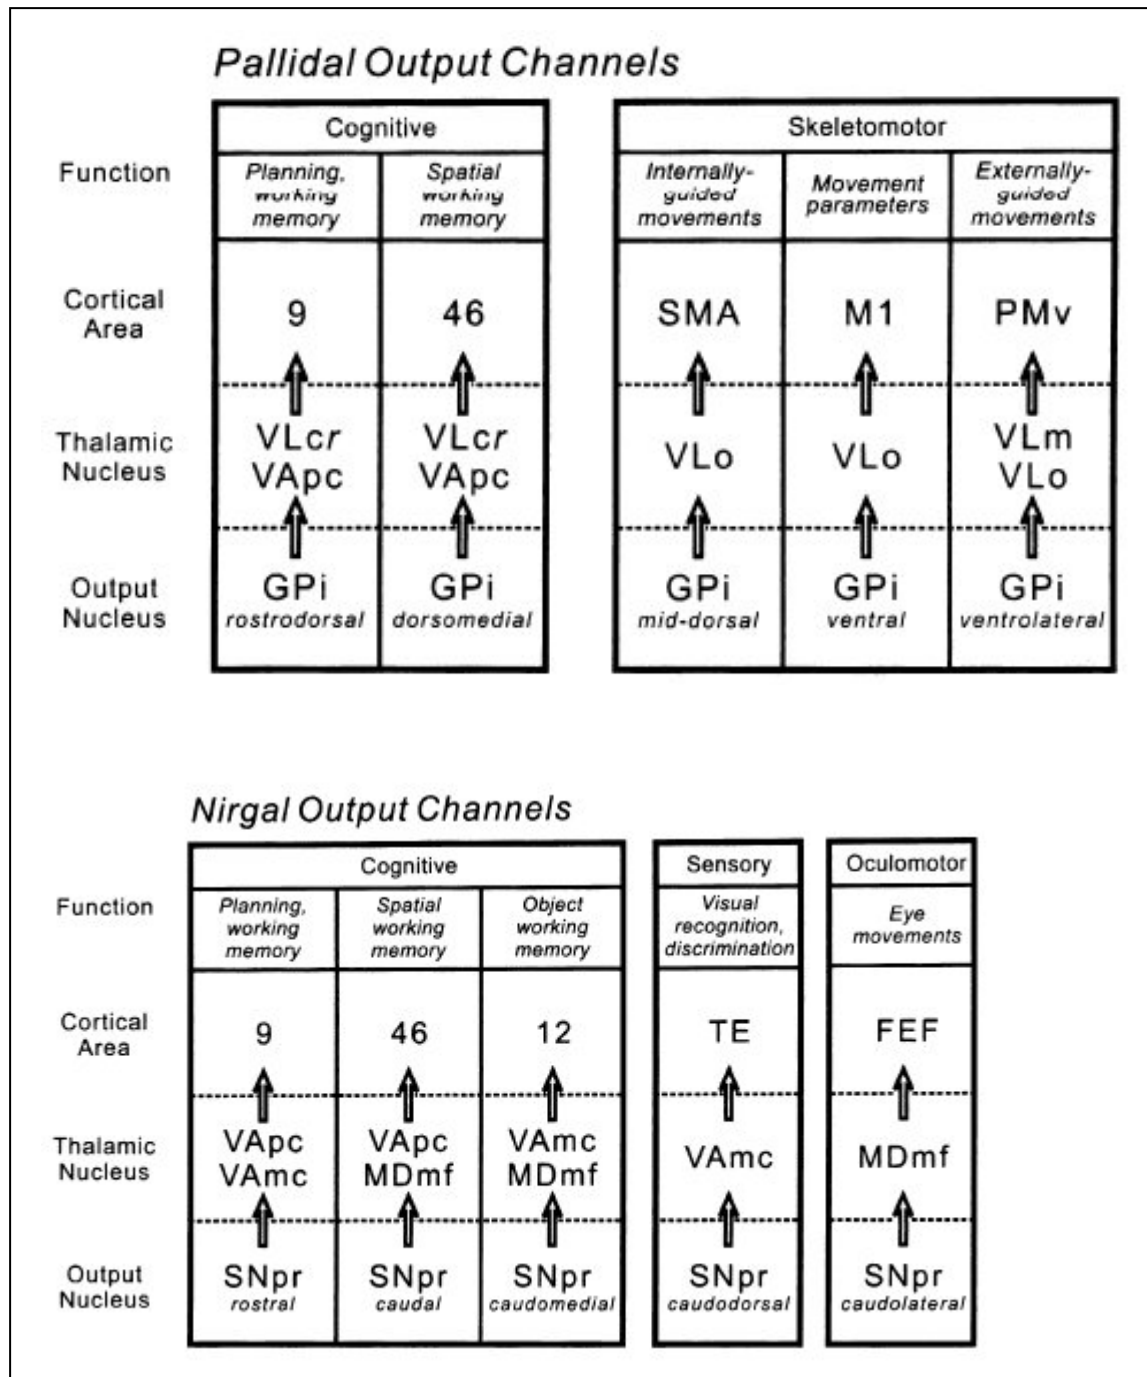 Pallidal Output Channels
Cognitive
Skeletomotor
Function
Planning,
working
memory
Spatial
working
memory
Internally-
guided
movements
Movement
parameters
Externally-
guided
movements
Cortical
Area
9
46
SMA
M1
PMv
Thalamic
Nucleus
VLcr
VApc
VLcr
VApc
VLo
VLo
VLm
VLo
Output
Nucleus
GPi
rostrodorsal
GPi
dorsomedial
GPi
mid-dorsal
GPi
ventral
GPi
ventrolateral
Nirgal Output Channels
Cognitive
Sensory
Oculomotor
Function
Planning,
working
memory
Spatial
working
memory
Object
working
memory
Visual
recognition,
discrimination
Eye
movements
Cortical
Area
9
46
12
TE
FEF
Thalamic
Nucleus
VApc
VAmc
VApc
MDmf
VAmc
MDmf
VAmc
MDmf
Output
Nucleus
SNpr
rostral
SNpr
caudal
SNpr
caudomedial
SNpr
caudodorsal
SNpr
caudolateral